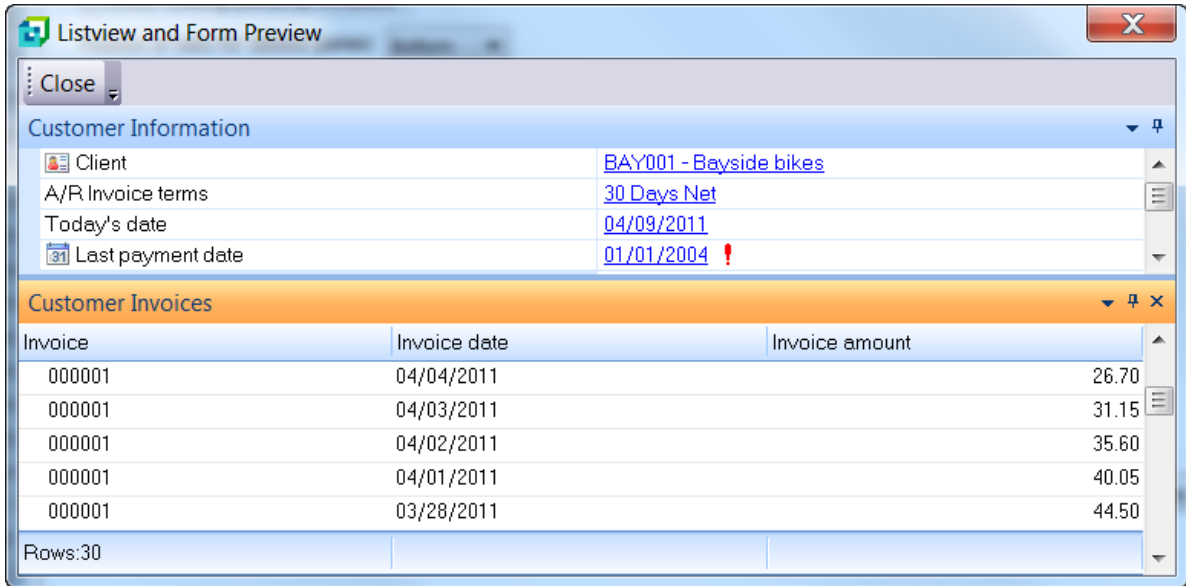 Listview and Form Preview
Close
Customer Information
Client BAY001 - Bayside bikes
A/R Invoice terms 30 Days Net
Today's date 04/09/2011
31 Last payment date 01/01/2004 !
Customer Invoices
Invoice Invoice date Invoice amount
000001 04/04/2011 26.70
000001 04/03/2011 31.15
000001 04/02/2011 35.60
000001 04/01/2011 40.05
000001 03/28/2011 44.50
Rows:30